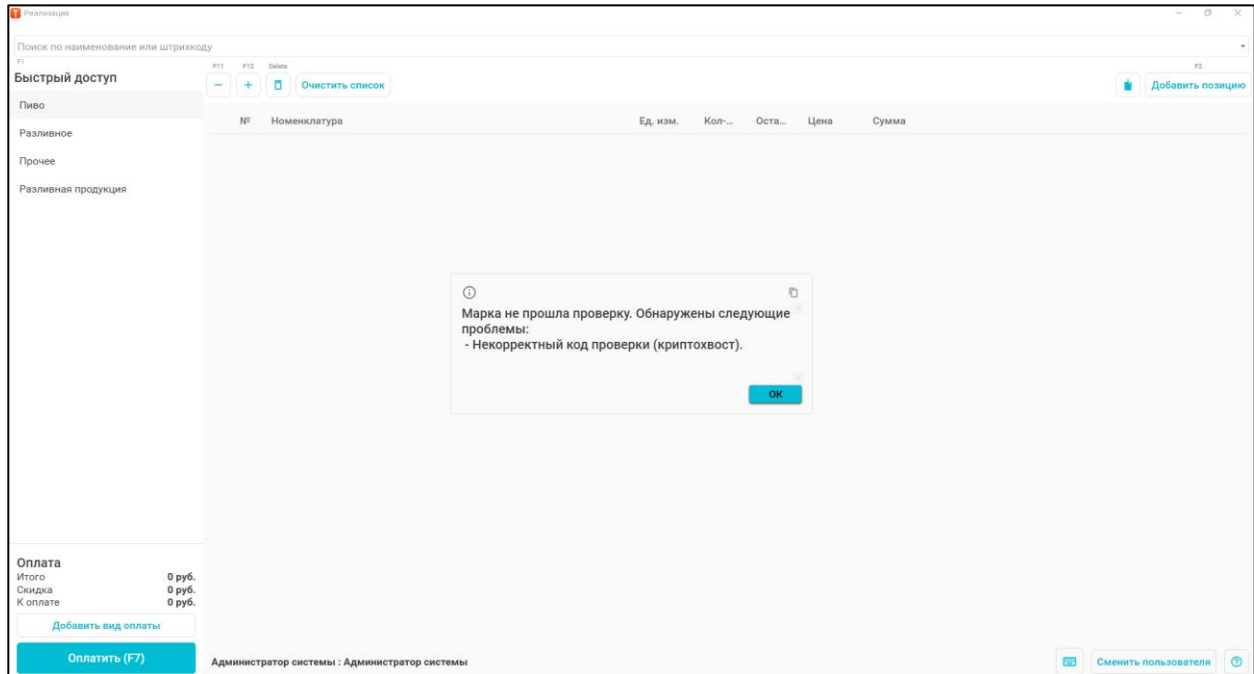 Реализация
Поиск по наименование или штрихкоду
F1
Быстрый доступ
F11 F12 Delete
− + Очистить список
F2
Добавить позицию
Пиво
Разливное
Прочее
Разливная продукция
№ Номенклатура Ед. изм. Кол-... Оста... Цена Сумма
Марка не прошла проверку. Обнаружены следующие
проблемы:
- Некорректный код проверки (криптохвост).
ОК
Оплата
Итого 0 руб.
Скидка 0 руб.
К оплате 0 руб.
Добавить вид оплаты
Оплатить (F7)
Администратор системы : Администратор системы
Сменить пользователя